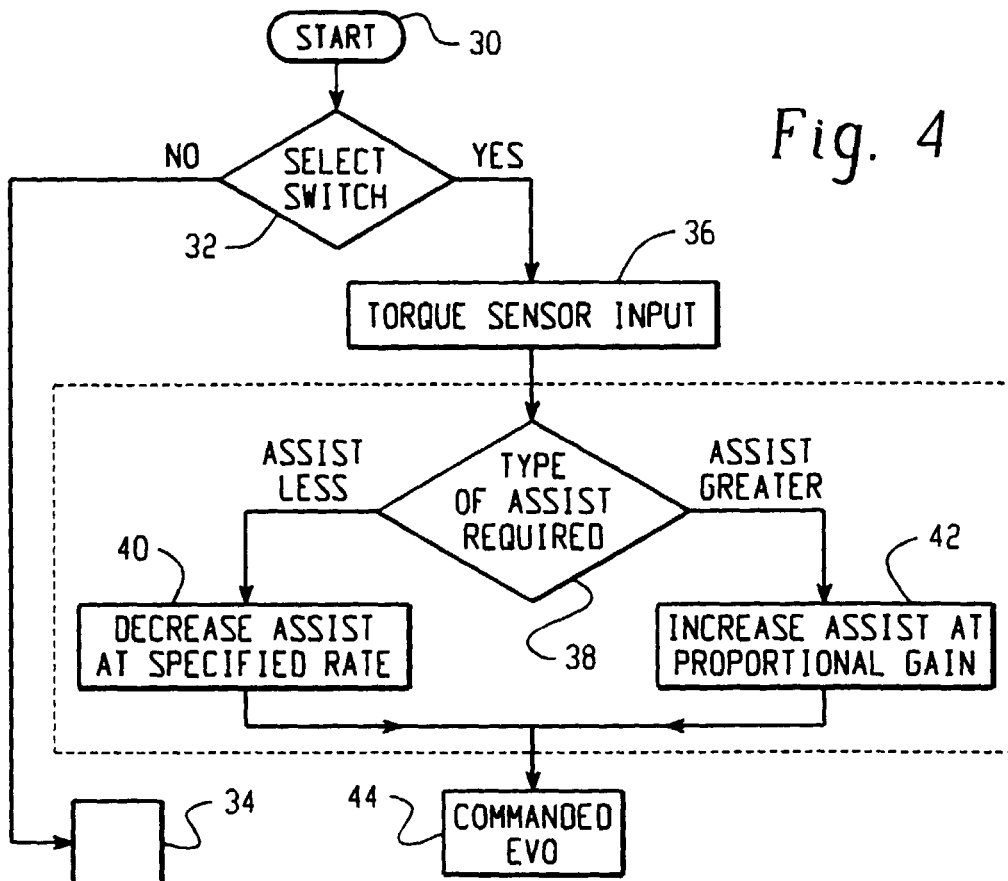 START
30
Fig. 4
NO
SELECT
SWITCH
YES
32
36
TORQUE SENSOR INPUT
ASSIST
LESS
TYPE
OF ASSIST
REQUIRED
ASSIST
GREATER
40
42
DECREASE ASSIST
AT SPECIFIED RATE
38
INCREASE ASSIST AT
PROPORTIONAL GAIN
34
44
COMMANDED
EVO